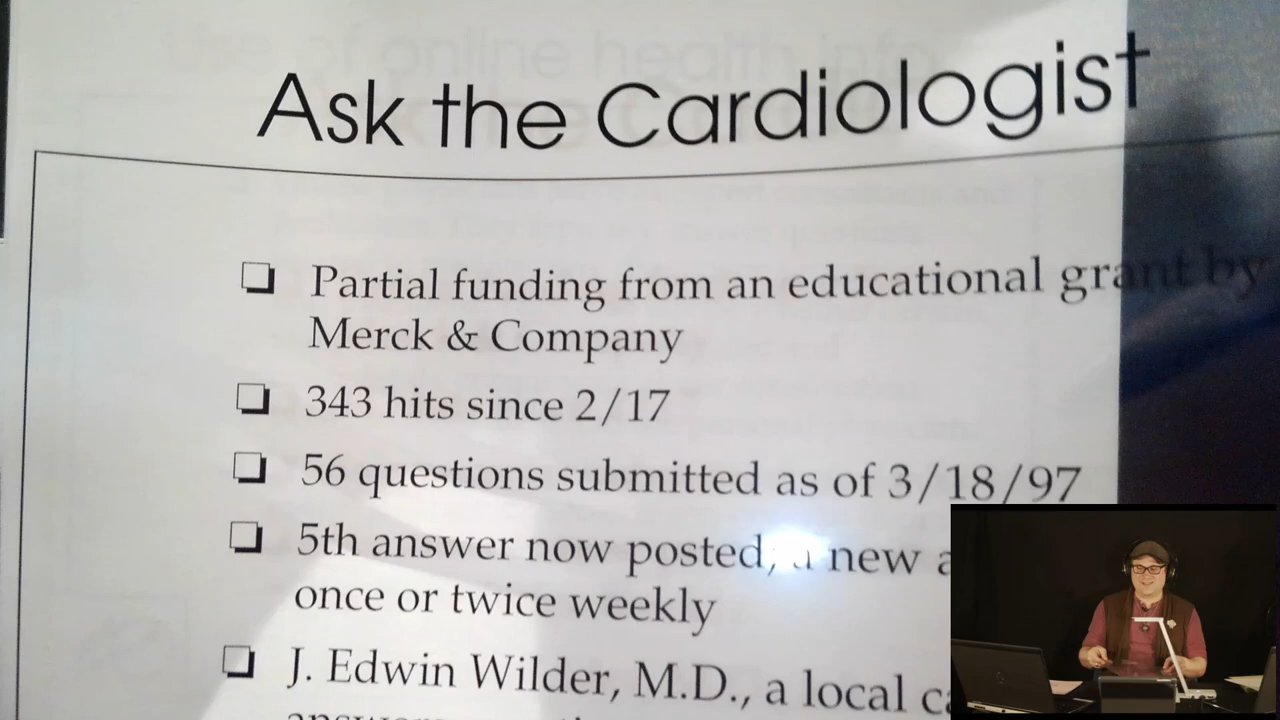 Ask the Cardiologist
❏ Partial funding from an educational grant by
Merck & Company
❏ 343 hits since 2/17
❏ 56 questions submitted as of 3/18/97
❏ 5th answer now posted, a new
once or twice weekly
❏ J. Edwin Wilder, M.D., a local